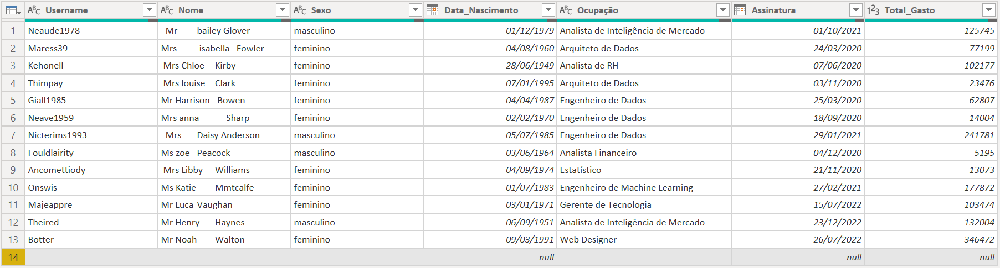 ABC Username ABC Nome ABC Sexo Data_Nascimento ABC Ocupação Assinatura 123 Total_Gasto
1 Neaude1978 Mr bailey Glover masculino 01/12/1979 Analista de Inteligência de Mercado 01/10/2021 125745
2 Maress39 Mrs isabella Fowler feminino 04/08/1960 Arquiteto de Dados 24/03/2020 77199
3 Kehonell Mrs Chloe Kirby feminino 28/06/1949 Analista de RH 07/06/2020 102177
4 Thimpay Mrs louise Clark feminino 07/01/1995 Arquiteto de Dados 03/11/2020 23476
5 Giall1985 Mr Harrison Bowen feminino 04/04/1987 Engenheiro de Dados 25/03/2020 62807
6 Neave1959 Mrs anna Sharp feminino 02/02/1970 Engenheiro de Dados 18/09/2020 14004
7 Nicterims1993 Mrs Daisy Anderson masculino 05/07/1985 Engenheiro de Dados 29/01/2021 241781
8 Fouldlairity Ms zoe Peacock masculino 03/06/1964 Analista Financeiro 04/12/2020 5195
9 Ancomettiody Mrs Libby Williams feminino 04/09/1974 Estatístico 21/11/2020 13073
10 Onswis Ms Katie Mmtcalfe feminino 01/07/1983 Engenheiro de Machine Learning 27/02/2021 177872
11 Majeappre Mr Luca Vaughan feminino 03/01/1971 Gerente de Tecnologia 15/07/2022 103474
12 Theired Mr Henry Haynes masculino 06/09/1951 Analista de Inteligência de Mercado 23/12/2022 132004
13 Botter Mr Noah Walton feminino 09/03/1991 Web Designer 26/07/2022 346472
14 null null null